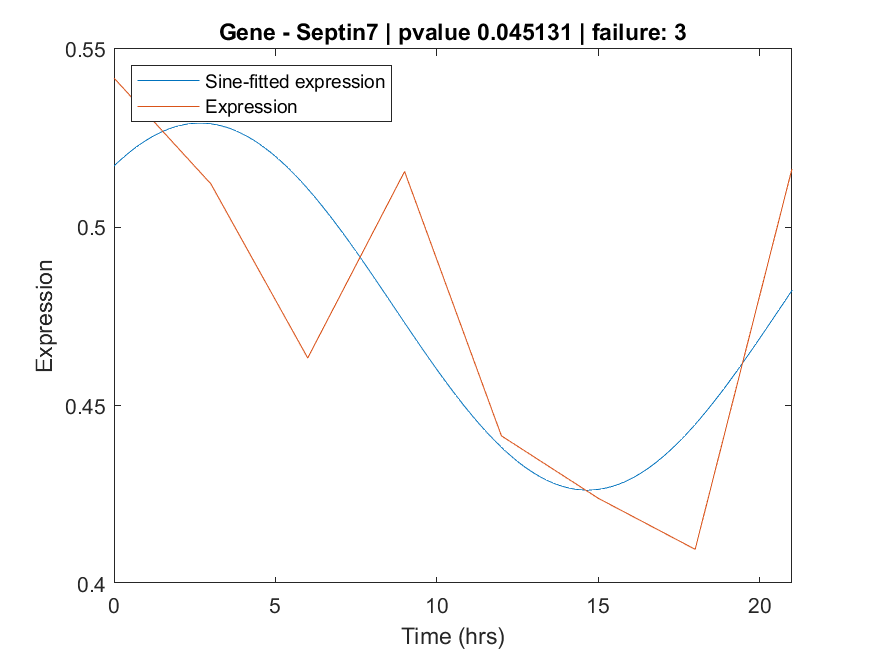 Gene - Septin7 | pvalue 0.045131 | failure: 3
0.55
Sine-fitted expression
Expression
0.5
Expression
0.45
0.4
0 5 10 15 20
Time (hrs)